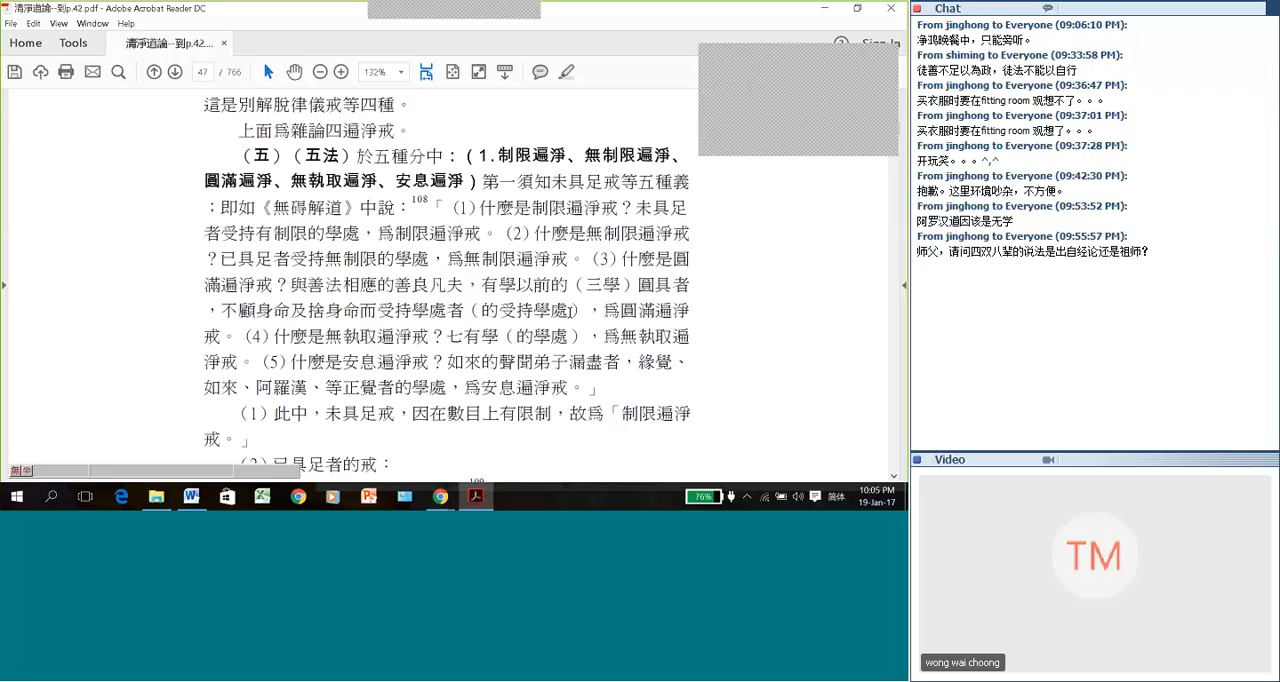 清淨道論--到p.42.pdf - Adobe Acrobat Reader DC
File Edit View Window Help
Home Tools 清淨道論--到p.42.... × Sign In
47 / 766 132%
這是別解脫律儀戒等四種。
上面爲雜論四遍淨戒。
（五）（五法）於五種分中：（1.制限遍淨、無制限遍淨、
圓滿遍淨、無執取遍淨、安息遍淨）第一須知未具足戒等五種義
；即如《無碍解道》中說：108「（1）什麼是制限遍淨戒？未具足
者受持有制限的學處，爲制限遍淨戒。（2）什麼是無制限遍淨戒
？已具足者受持無制限的學處，爲無制限遍淨戒。（3）什麼是圓
滿遍淨戒？與善法相應的善良凡夫，有學以前的（三學）圓具者
，不顧身命及捨身命而受持學處者（的受持學處），爲圓滿遍淨
戒。（4）什麼是無執取遍淨戒？七有學（的學處），爲無執取遍
淨戒。（5）什麼是安息遍淨戒？如來的聲聞弟子漏盡者，緣覺、
如來、阿羅漢、等正覺者的學處，爲安息遍淨戒。」
（1）此中，未具足戒，因在數目上有限制，故爲「制限遍淨
戒。」
（2）已具足者的戒：
109
無
76% 简体 10:05 PM
19-Jan-17
Chat
From jinghong to Everyone (09:06:10 PM):
净鸿晚餐中，只能旁听。
From shiming to Everyone (09:33:58 PM):
徒善不足以為政，徒法不能以自行
From jinghong to Everyone (09:36:47 PM):
买衣服时要在fitting room 观想不了。。。
From jinghong to Everyone (09:37:01 PM):
买衣服时要在fitting room 观想了。。。
From jinghong to Everyone (09:37:28 PM):
开玩笑。。。^,^
From jinghong to Everyone (09:42:30 PM):
抱歉。这里环境吵杂，不方便。
From jinghong to Everyone (09:53:52 PM):
阿罗汉道因该是无学
From jinghong to Everyone (09:55:57 PM):
师父，请问四双八辈的说法是出自经论还是祖师?
Video
TM
wong wai choong